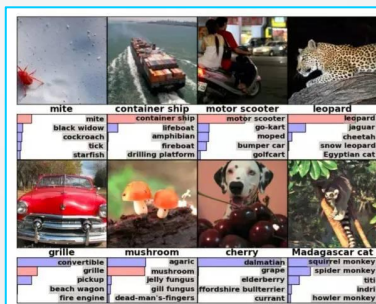 mite
container ship
motor scooter
leopard
mite
black widow
cockroach
tick
starfish
container ship
lifeboat
amphibian
fireboat
drilling platform
motor scooter
go-kart
moped
bumper car
golfcart
leopard
jaguar
cheetah
snow leopard
Egyptian cat
grille
mushroom
cherry
Madagascar cat
convertible
grille
pickup
beach wagon
fire engine
agaric
mushroom
jelly fungus
gill fungus
dead-man's-fingers
dalmatian
grape
elderberry
ffordshire bullterrier
currant
squirrel monkey
spider monkey
titi
indri
howler monkey